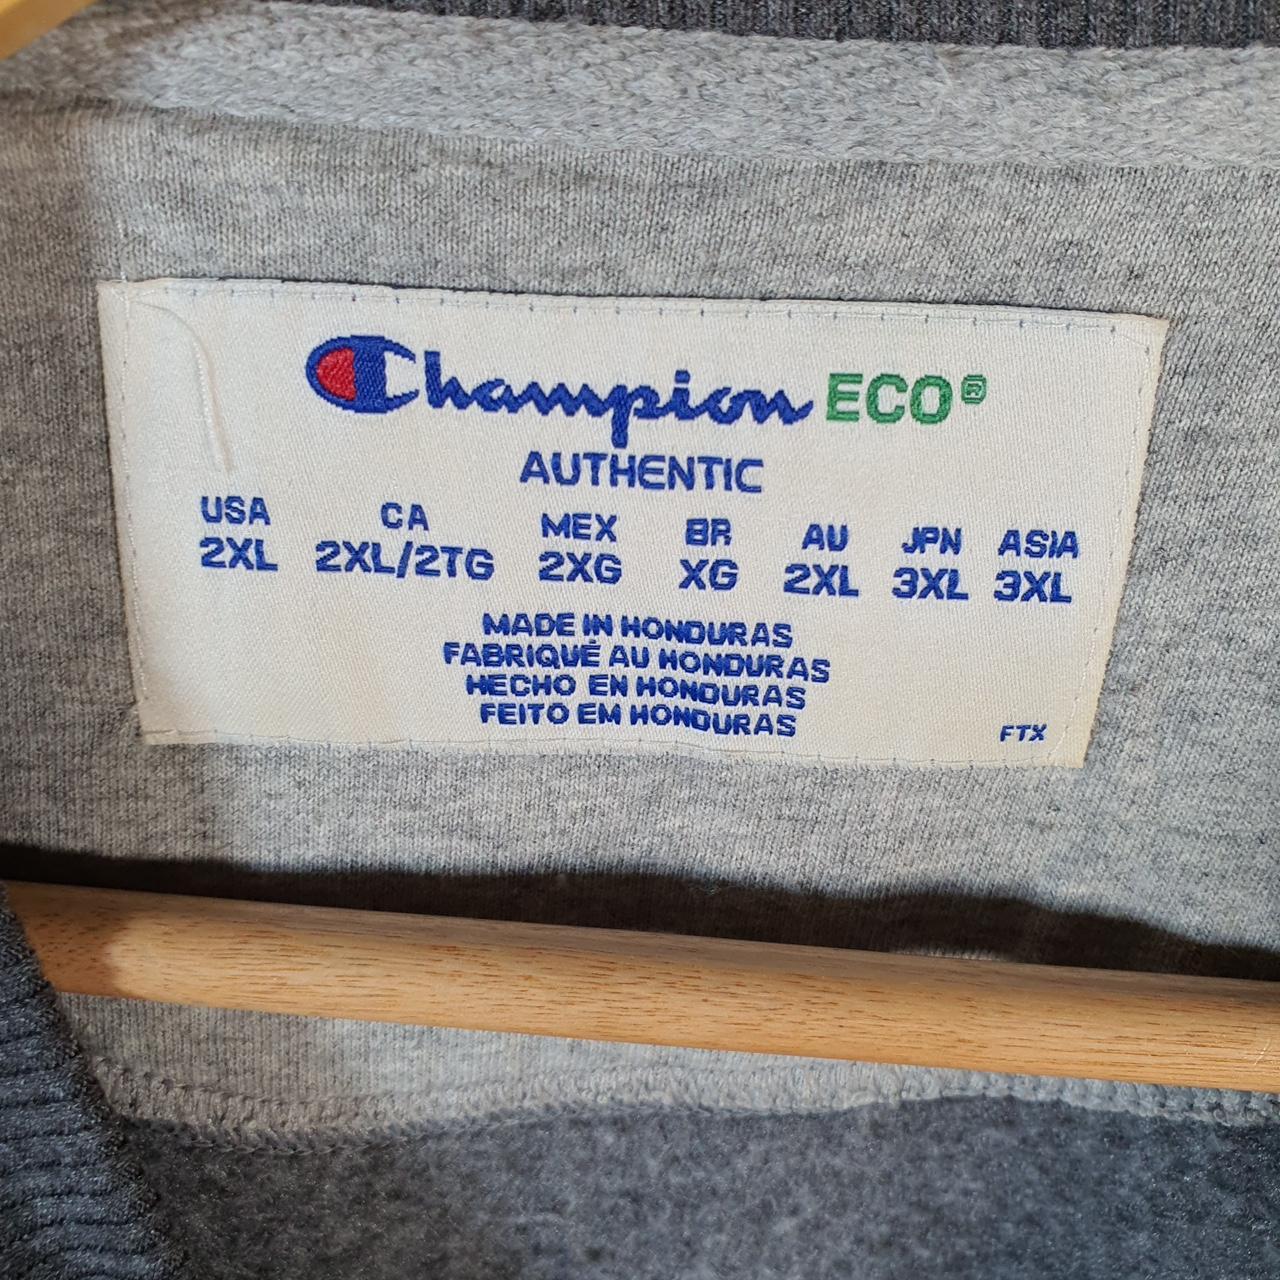 Champion ECO®
AUTHENTIC
USA CA MEX BR AU JPN ASIA
2XL 2XL/2TG 2XG XG 2XL 3XL 3XL
MADE IN HONDURAS
FABRIQUÉ AU HONDURAS
HECHO EN HONDURAS
FEITO EM HONDURAS
FTX